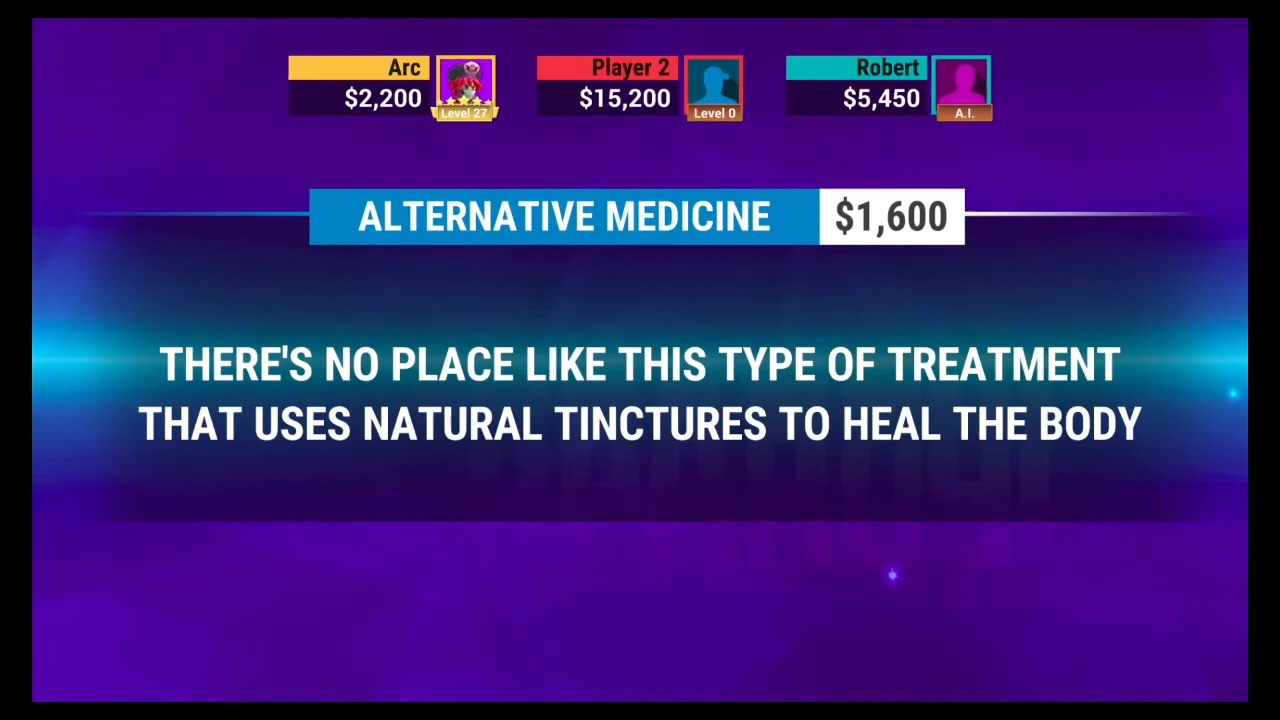 Arc
$2,200
Level 27
Player 2
$15,200
Level 0
Robert
$5,450
A.I.
ALTERNATIVE MEDICINE $1,600
THERE'S NO PLACE LIKE THIS TYPE OF TREATMENT
THAT USES NATURAL TINCTURES TO HEAL THE BODY